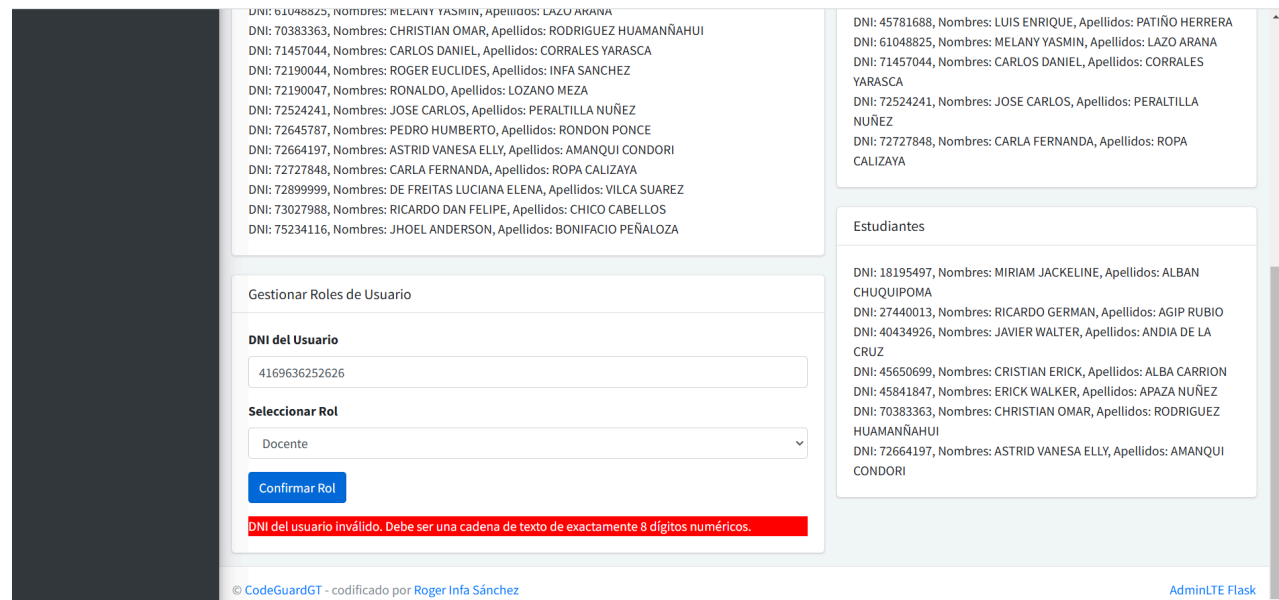 DNI: 61048825, Nombres: MELANY YASMIN, Apellidos: LAZO ARANA
DNI: 70383363, Nombres: CHRISTIAN OMAR, Apellidos: RODRIGUEZ HUAMANÑAHUI
DNI: 71457044, Nombres: CARLOS DANIEL, Apellidos: CORRALES YARASCA
DNI: 72190044, Nombres: ROGER EUCLIDES, Apellidos: INFA SANCHEZ
DNI: 72190047, Nombres: RONALDO, Apellidos: LOZANO MEZA
DNI: 72524241, Nombres: JOSE CARLOS, Apellidos: PERALTILLA NUÑEZ
DNI: 72645787, Nombres: PEDRO HUMBERTO, Apellidos: RONDON PONCE
DNI: 72664197, Nombres: ASTRID VANESA ELLY, Apellidos: AMANQUI CONDORI
DNI: 72727848, Nombres: CARLA FERNANDA, Apellidos: ROPA CALIZAYA
DNI: 72899999, Nombres: DE FREITAS LUCIANA ELENA, Apellidos: VILCA SUAREZ
DNI: 73027988, Nombres: RICARDO DAN FELIPE, Apellidos: CHICO CABELLOS
DNI: 75234116, Nombres: JHOEL ANDERSON, Apellidos: BONIFACIO PEÑALOZA
Gestionar Roles de Usuario
DNI del Usuario
4169636252626
Seleccionar Rol
Docente
Confirmar Rol
DNI del usuario inválido. Debe ser una cadena de texto de exactamente 8 dígitos numéricos.
DNI: 45781688, Nombres: LUIS ENRIQUE, Apellidos: PATIÑO HERRERA
DNI: 61048825, Nombres: MELANY YASMIN, Apellidos: LAZO ARANA
DNI: 71457044, Nombres: CARLOS DANIEL, Apellidos: CORRALES
YARASCA
DNI: 72524241, Nombres: JOSE CARLOS, Apellidos: PERALTILLA
NUÑEZ
DNI: 72727848, Nombres: CARLA FERNANDA, Apellidos: ROPA
CALIZAYA
Estudiantes
DNI: 18195497, Nombres: MIRIAM JACKELINE, Apellidos: ALBAN
CHUQUIPOMA
DNI: 27440013, Nombres: RICARDO GERMAN, Apellidos: AGIP RUBIO
DNI: 40434926, Nombres: JAVIER WALTER, Apellidos: ANDIA DE LA
CRUZ
DNI: 45650699, Nombres: CRISTIAN ERICK, Apellidos: ALBA CARRION
DNI: 45841847, Nombres: ERICK WALKER, Apellidos: APAZA NUÑEZ
DNI: 70383363, Nombres: CHRISTIAN OMAR, Apellidos: RODRIGUEZ
HUAMANÑAHUI
DNI: 72664197, Nombres: ASTRID VANESA ELLY, Apellidos: AMANQUI
CONDORI
© CodeGuardGT - codificado por Roger Infa Sánchez
AdminLTE Flask